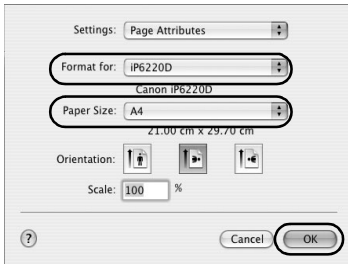 Settings: Page Attributes
Format for: iP6220D
Canon iP6220D
Paper Size: A4
21.00 cm x 29.70 cm
Orientation:
Scale: 100 %
? Cancel OK